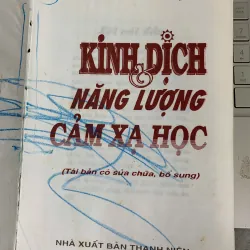 KINH DỊCH
&
NĂNG LƯỢNG
CẢM XẠ HỌC
(Tái bản có sửa chữa, bổ sung)
NHÀ XUẤT BẢN THANH NIÊN